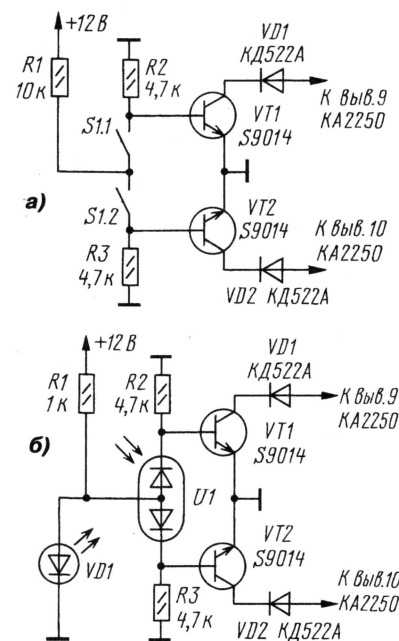 +12 В
R1
10 к
R2
4,7 к
VD1
КД522А
К выв.9
КА2250
VT1
S9014
S1.1
а)
S1.2
VT2
S9014
R3
4,7 к
К выв.10
КА2250
VD2 КД522А
+12 В
R1
1 к
R2
4,7 к
VD1
КД522А
К выв.9
КА2250
VT1
S9014
б)
U1
VT2
S9014
VD1
R3
4,7 к
К выв.10
КА2250
VD2 КД522А